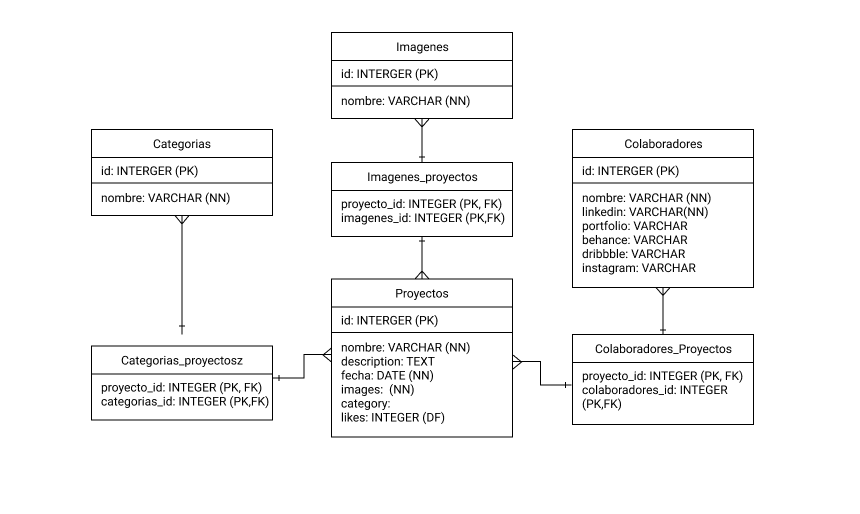 Imagenes
id: INTERGER (PK)
nombre: VARCHAR (NN)
Categorias
id: INTERGER (PK)
nombre: VARCHAR (NN)
Colaboradores
id: INTERGER (PK)
nombre: VARCHAR (NN)
linkedin: VARCHAR(NN)
portfolio: VARCHAR
behance: VARCHAR
dribbble: VARCHAR
instagram: VARCHAR
Imagenes_proyectos
proyecto_id: INTEGER (PK, FK)
imagenes_id: INTEGER (PK,FK)
Proyectos
id: INTERGER (PK)
nombre: VARCHAR (NN)
description: TEXT
fecha: DATE (NN)
images:  (NN)
category:
likes: INTEGER (DF)
Categorias_proyectosz
proyecto_id: INTEGER (PK, FK)
categorias_id: INTEGER (PK,FK)
Colaboradores_Proyectos
proyecto_id: INTEGER (PK, FK)
colaboradores_id: INTEGER
(PK,FK)